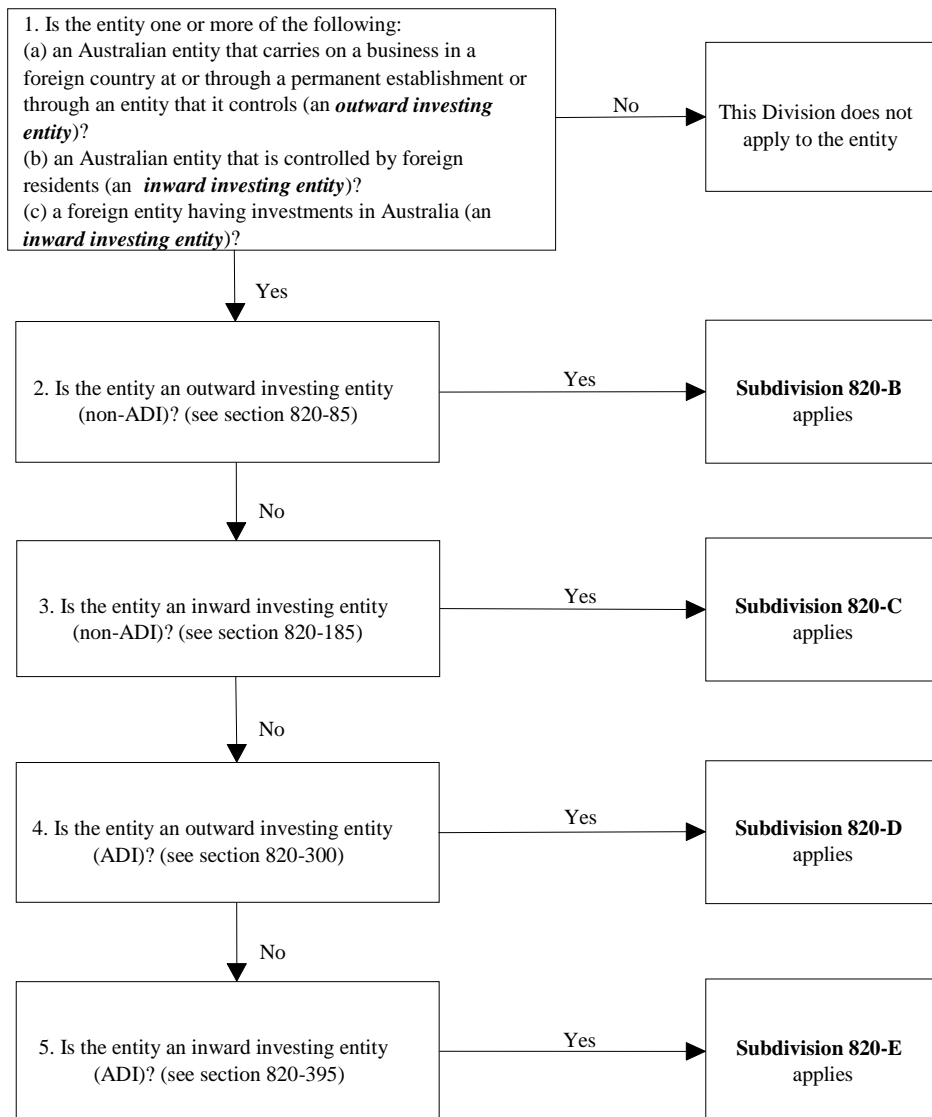 1. Is the entity one or more of the following:
(a) an Australian entity that carries on a business in a
foreign country at or through a permanent establishment or
through an entity that it controls (an outward investing
entity)?
(b) an Australian entity that is controlled by foreign
residents (an inward investing entity)?
(c) a foreign entity having investments in Australia (an
inward investing entity)?
No
This Division does not
apply to the entity
Yes
2. Is the entity an outward investing entity
(non-ADI)? (see section 820-85)
Yes
Subdivision 820-B
applies
No
3. Is the entity an inward investing entity
(non-ADI)? (see section 820-185)
Yes
Subdivision 820-C
applies
No
4. Is the entity an outward investing entity
(ADI)? (see section 820-300)
Yes
Subdivision 820-D
applies
No
5. Is the entity an inward investing entity
(ADI)? (see section 820-395)
Yes
Subdivision 820-E
applies